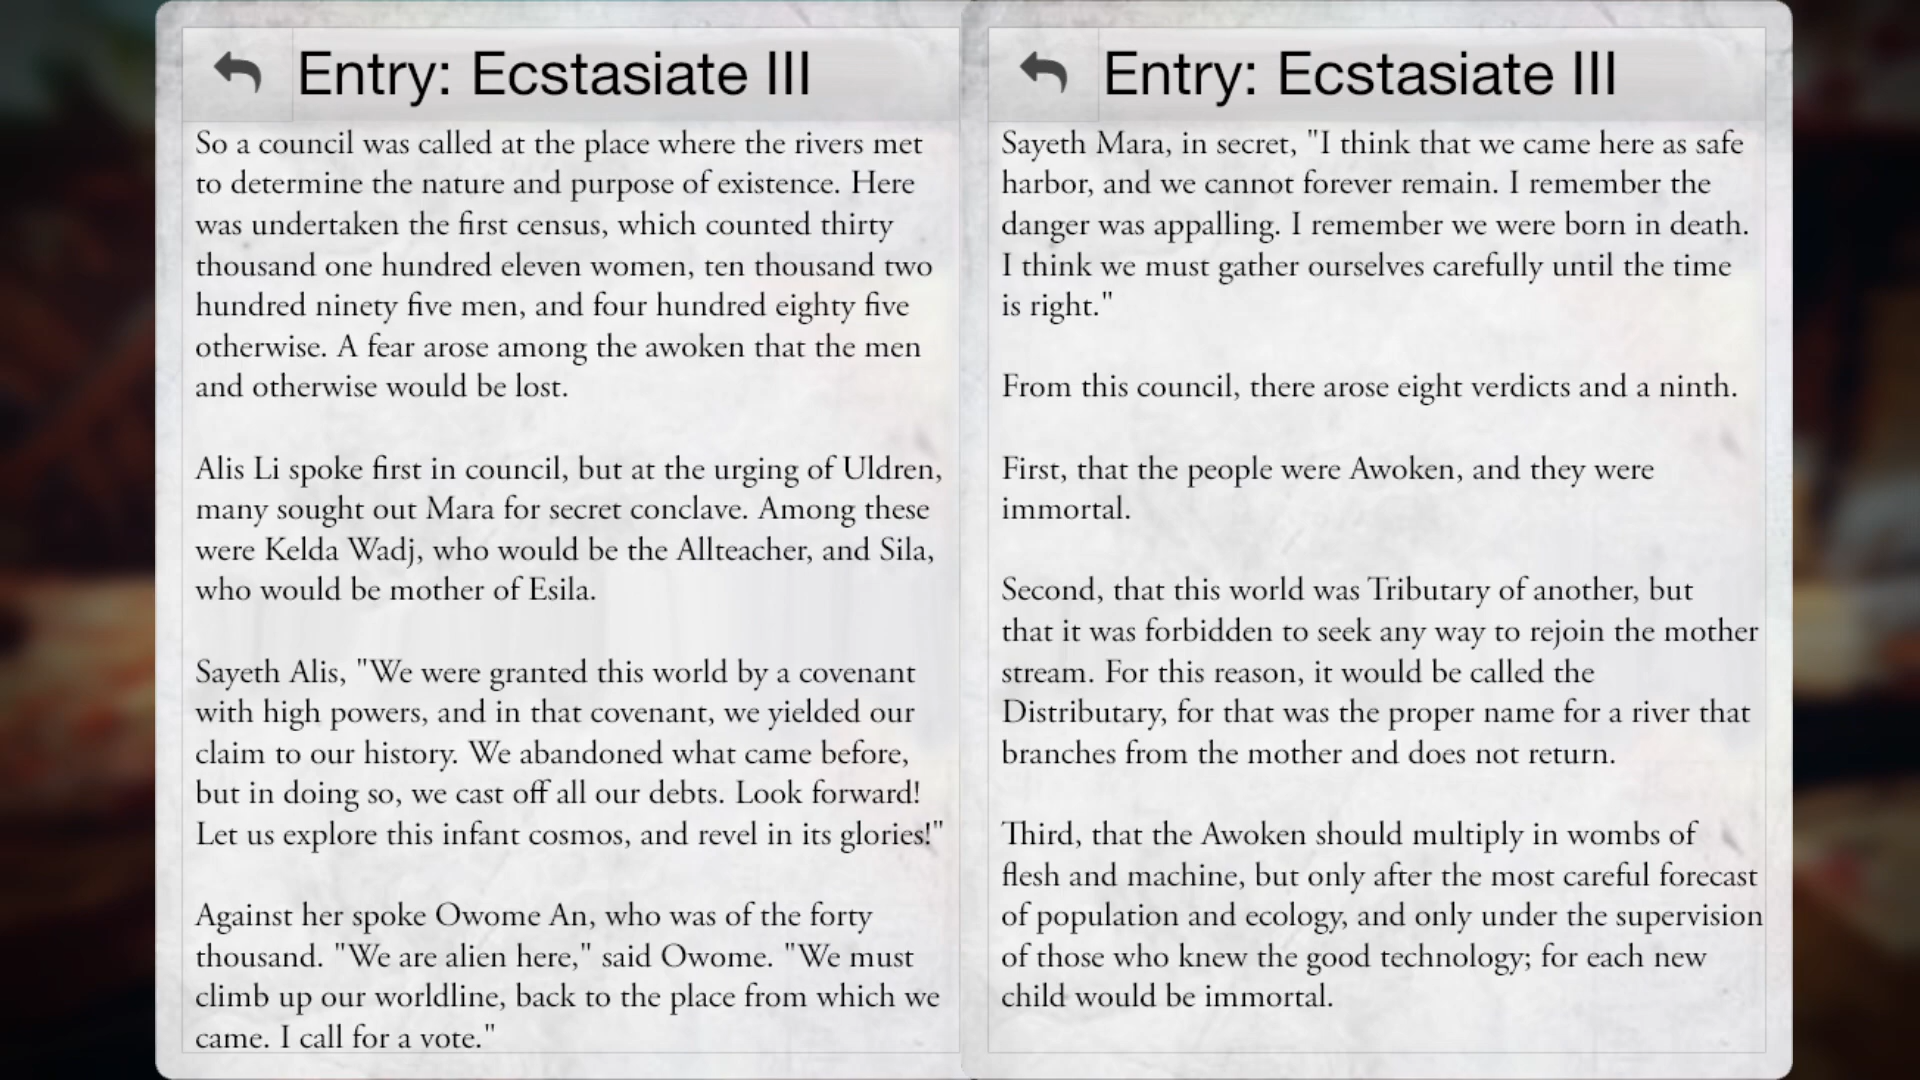 Entry: Ecstasiate III
So a council was called at the place where the rivers met
to determine the nature and purpose of existence. Here
was undertaken the first census, which counted thirty
thousand one hundred eleven women, ten thousand two
hundred ninety five men, and four hundred eighty five
otherwise. A fear arose among the awoken that the men
and otherwise would be lost.
Alis Li spoke first in council, but at the urging of Uldren,
many sought out Mara for secret conclave. Among these
were Kelda Wadj, who would be the Allteacher, and Sila,
who would be mother of Esila.
Sayeth Alis, "We were granted this world by a covenant
with high powers, and in that covenant, we yielded our
claim to our history. We abandoned what came before,
but in doing so, we cast off all our debts. Look forward!
Let us explore this infant cosmos, and revel in its glories!"
Against her spoke Owome An, who was of the forty
thousand. "We are alien here," said Owome. "We must
climb up our worldline, back to the place from which we
came. I call for a vote."
Entry: Ecstasiate III
Sayeth Mara, in secret, "I think that we came here as safe
harbor, and we cannot forever remain. I remember the
danger was appalling. I remember we were born in death.
I think we must gather ourselves carefully until the time
is right."
From this council, there arose eight verdicts and a ninth.
First, that the people were Awoken, and they were
immortal.
Second, that this world was Tributary of another, but
that it was forbidden to seek any way to rejoin the mother
stream. For this reason, it would be called the
Distributary, for that was the proper name for a river that
branches from the mother and does not return.
Third, that the Awoken should multiply in wombs of
flesh and machine, but only after the most careful forecast
of population and ecology, and only under the supervision
of those who knew the good technology; for each new
child would be immortal.